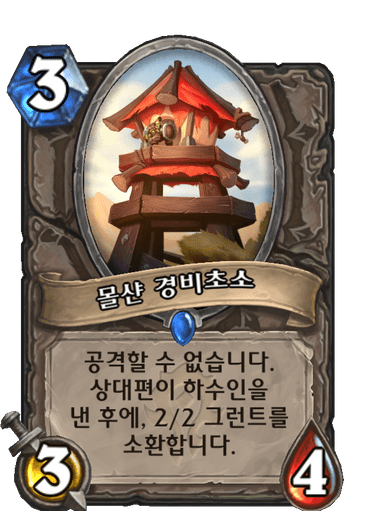 3
몰샨 경비초소
공격할 수 없습니다.
상대편이 하수인을
낸 후에, 2/2 그런트를
소환합니다.
3
4